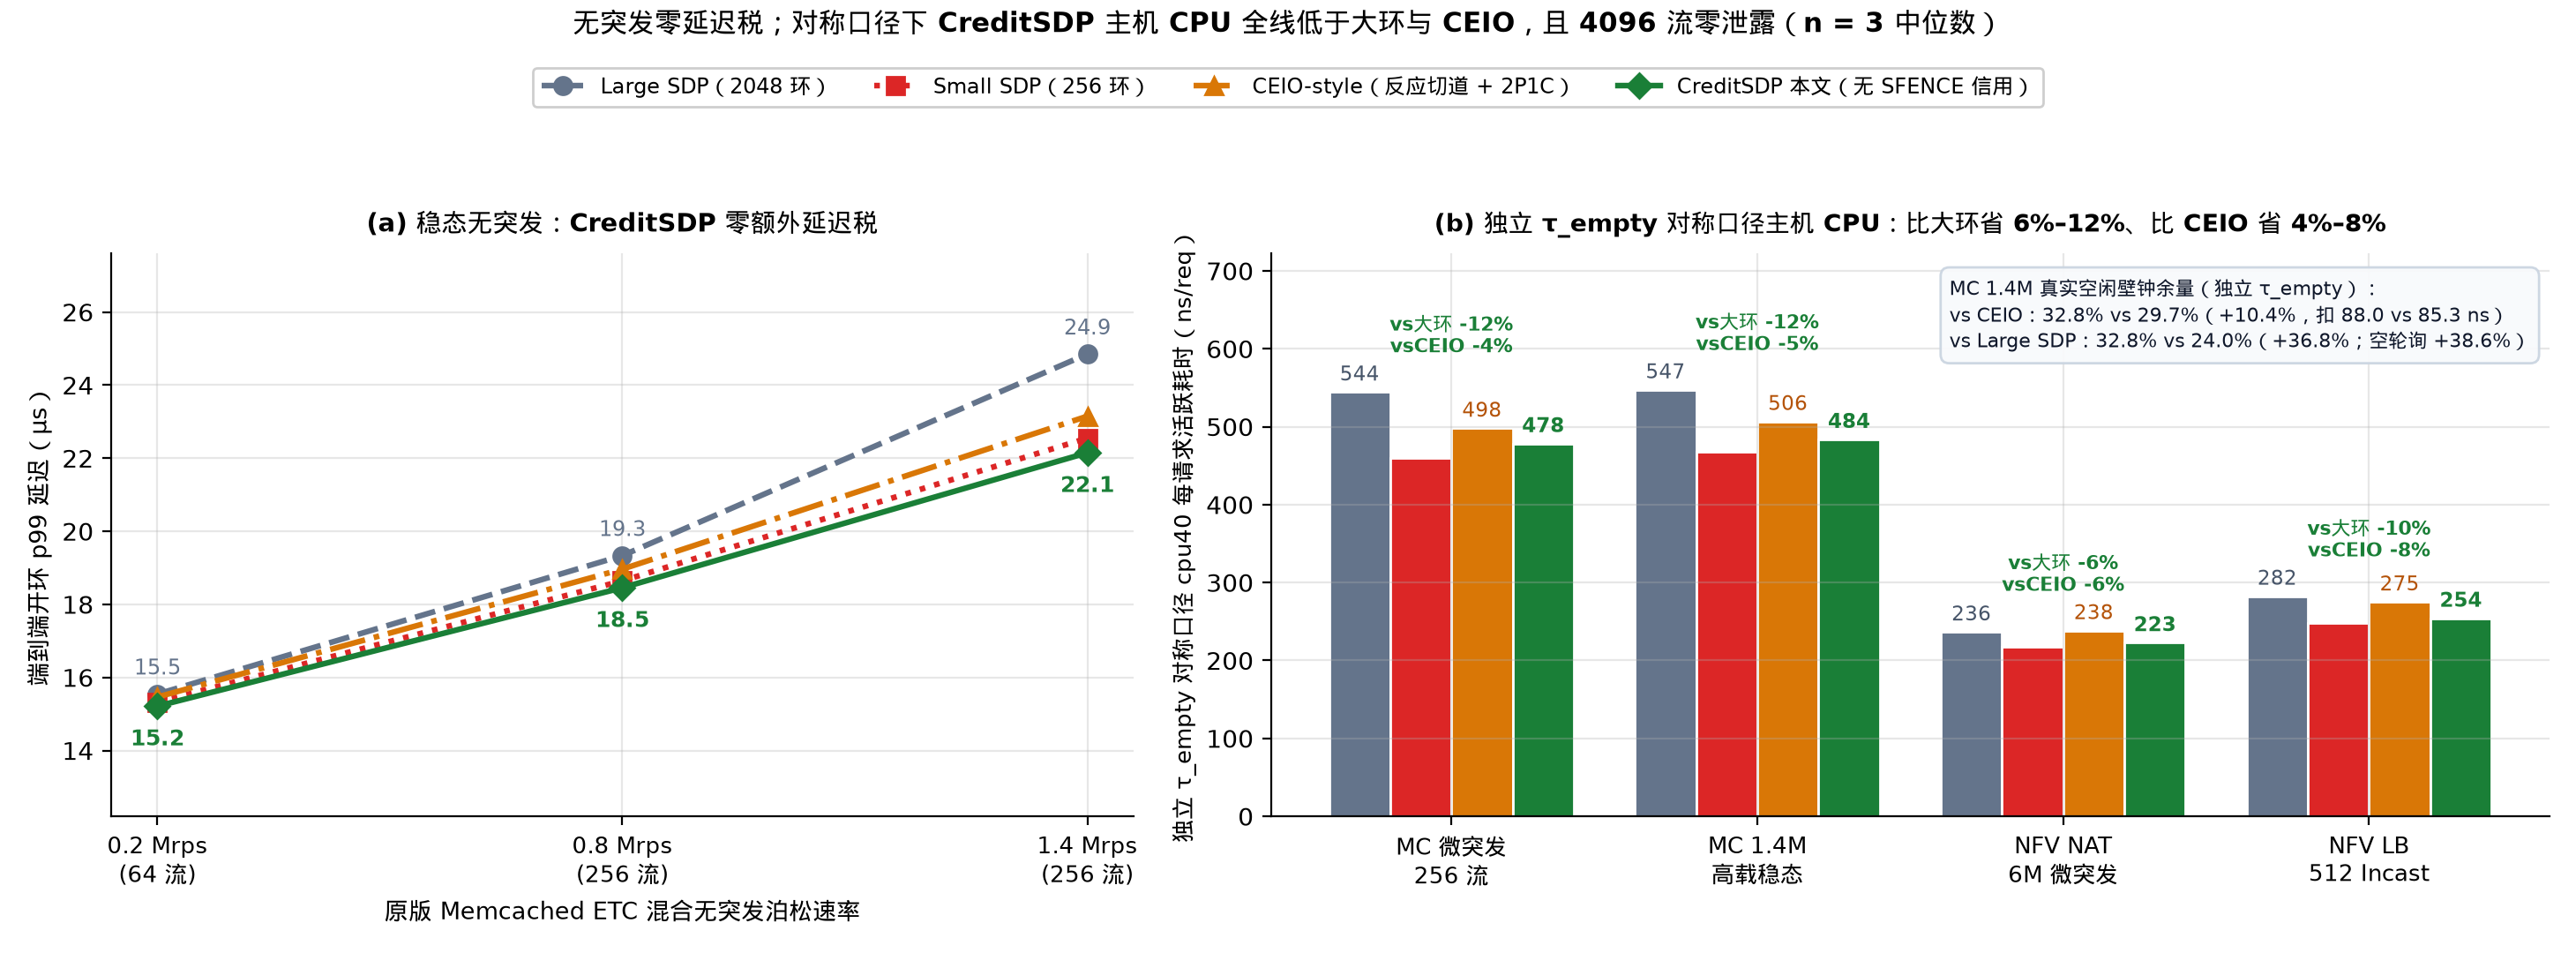 无突发零延迟税；对称口径下 CreditSDP 主机 CPU 全线低于大环与 CEIO，且 4096 流零泄露（n = 3 中位数）
Large SDP（2048 环）
Small SDP（256 环）
CEIO-style（反应切道 + 2P1C）
CreditSDP 本文（无 SFENCE 信用）
(a) 稳态无突发：CreditSDP 零额外延迟税
端到端开环 p99 延迟（μs）
26
24
22
20
18
16
14
15.5
15.2
19.3
18.5
24.9
22.1
0.2 Mrps
(64 流)
0.8 Mrps
(256 流)
1.4 Mrps
(256 流)
原版 Memcached ETC 混合无突发泊松速率
(b) 独立 τ_empty 对称口径主机 CPU：比大环省 6%–12%、比 CEIO 省 4%–8%
独立 τ_empty 对称口径 cpu40 每请求活跃耗时（ns/req）
700
600
500
400
300
200
100
0
MC 1.4M 真实空闲壁钟余量（独立 τ_empty）：
vs CEIO：32.8% vs 29.7%（+10.4%，扣 88.0 vs 85.3 ns）
vs Large SDP：32.8% vs 24.0%（+36.8%；空轮询 +38.6%）
vs大环 -12%
vsCEIO -4%
544
498
478
vs大环 -12%
vsCEIO -5%
547
506
484
vs大环 -6%
vsCEIO -6%
236
238
223
vs大环 -10%
vsCEIO -8%
282
275
254
MC 微突发
256 流
MC 1.4M
高载稳态
NFV NAT
6M 微突发
NFV LB
512 Incast